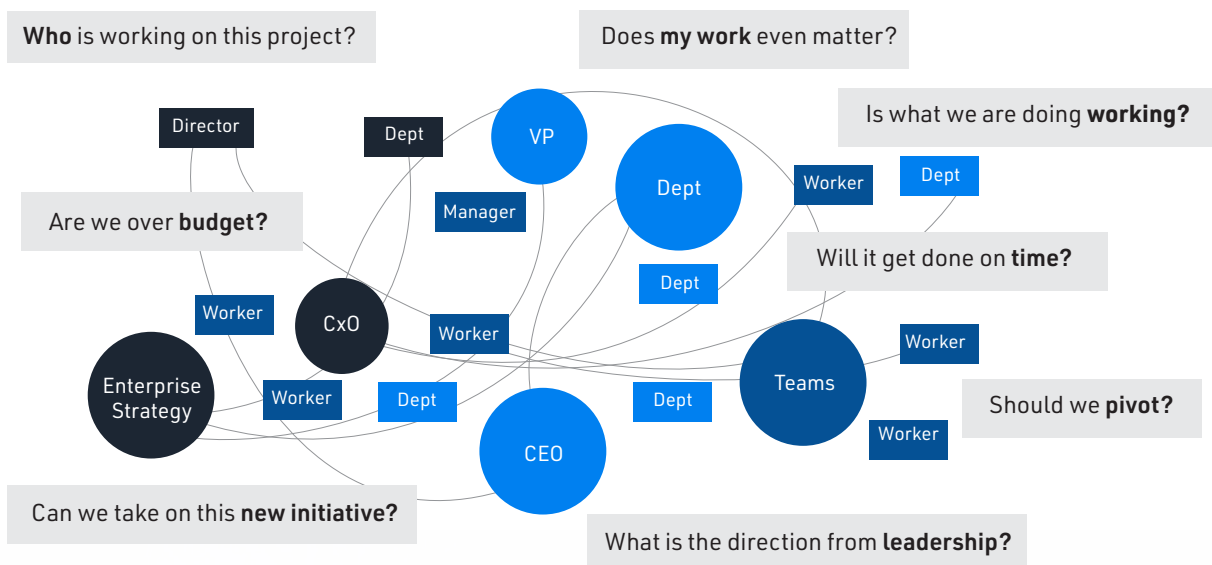 Who is working on this project?
Does my work even matter?
Director
Dept
VP
Is what we are doing working?
Dept
Worker
Dept
Manager
Are we over budget?
Will it get done on time?
Dept
Worker
CxO
Worker
Worker
Enterprise
Strategy
Worker
Dept
Dept
Teams
Should we pivot?
Worker
CEO
Can we take on this new initiative?
What is the direction from leadership?